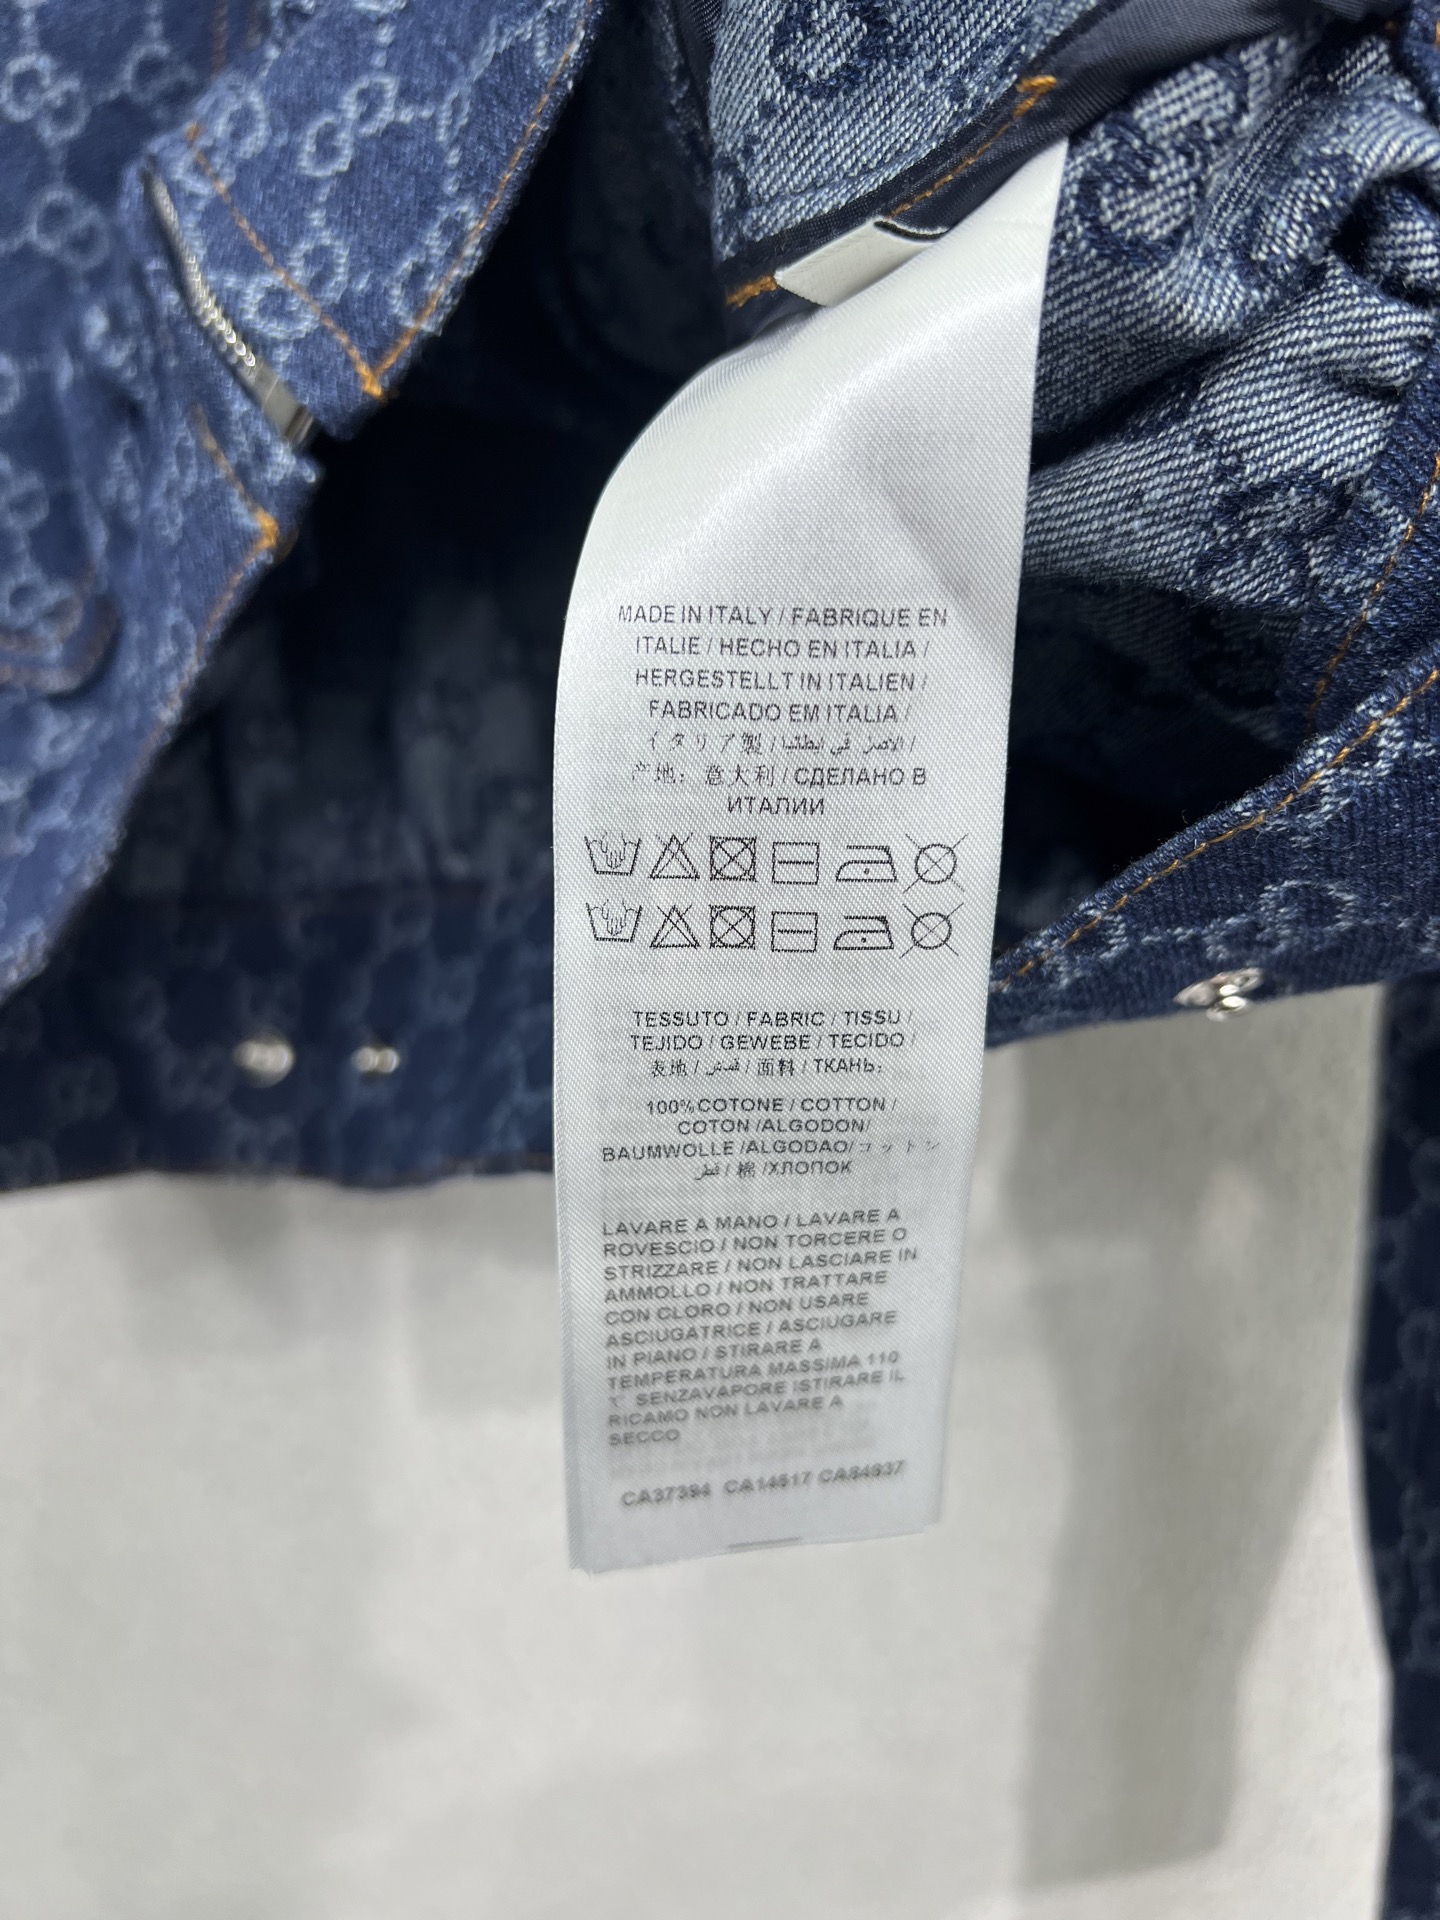 MADE IN ITALY / FABRIQUE EN
ITALIE / HECHO EN ITALIA /
HERGESTELLT IN ITALIEN /
FABRICADO EM ITALIA /
イタリア製 / الاصل في ايطاليا /
产地: 意大利 / СДЕЛАНО В
ИТАЛИИ
TESSUTO / FABRIC / TISSU /
TEJIDO / GEWEBE / TECIDO /
表地 / قماش / 面料 / ТКАНЬ:
100%COTONE / COTTON /
COTON /ALGODON/
BAUMWOLLE /ALGODAO/コットン
قطن / 棉 /ХЛОПОК
LAVARE A MANO / LAVARE A
ROVESCIO / NON TORCERE O
STRIZZARE / NON LASCIARE IN
AMMOLLO / NON TRATTARE
CON CLORO / NON USARE
ASCIUGATRICE / ASCIUGARE
IN PIANO / STIRARE A
TEMPERATURA MASSIMA 110
SENZAVAPORE ISTIRARE IL
RICAMO NON LAVARE A
SECCO
CA37394 CA14517 CA84637